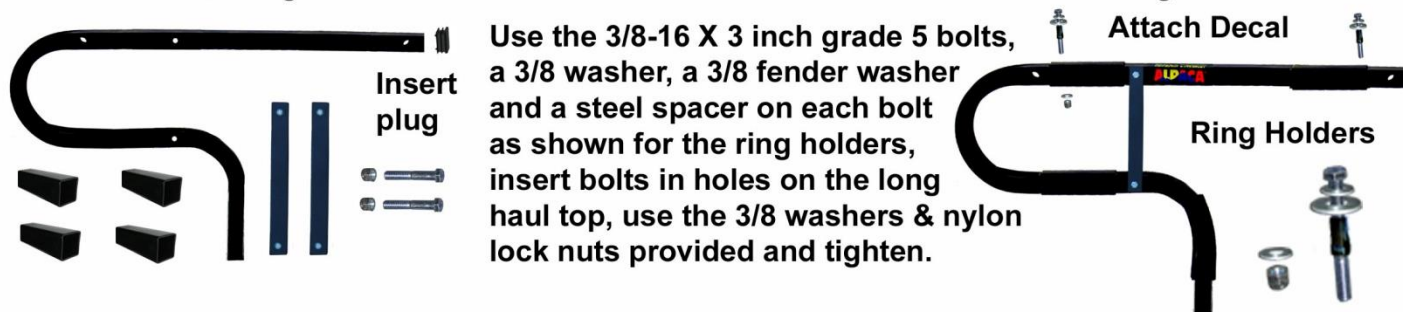 Insert
plug
Use the 3/8-16 X 3 inch grade 5 bolts,
a 3/8 washer, a 3/8 fender washer
and a steel spacer on each bolt
as shown for the ring holders,
insert bolts in holes on the long
haul top, use the 3/8 washers & nylon
lock nuts provided and tighten.
Attach Decal
ALPACA
Ring Holders